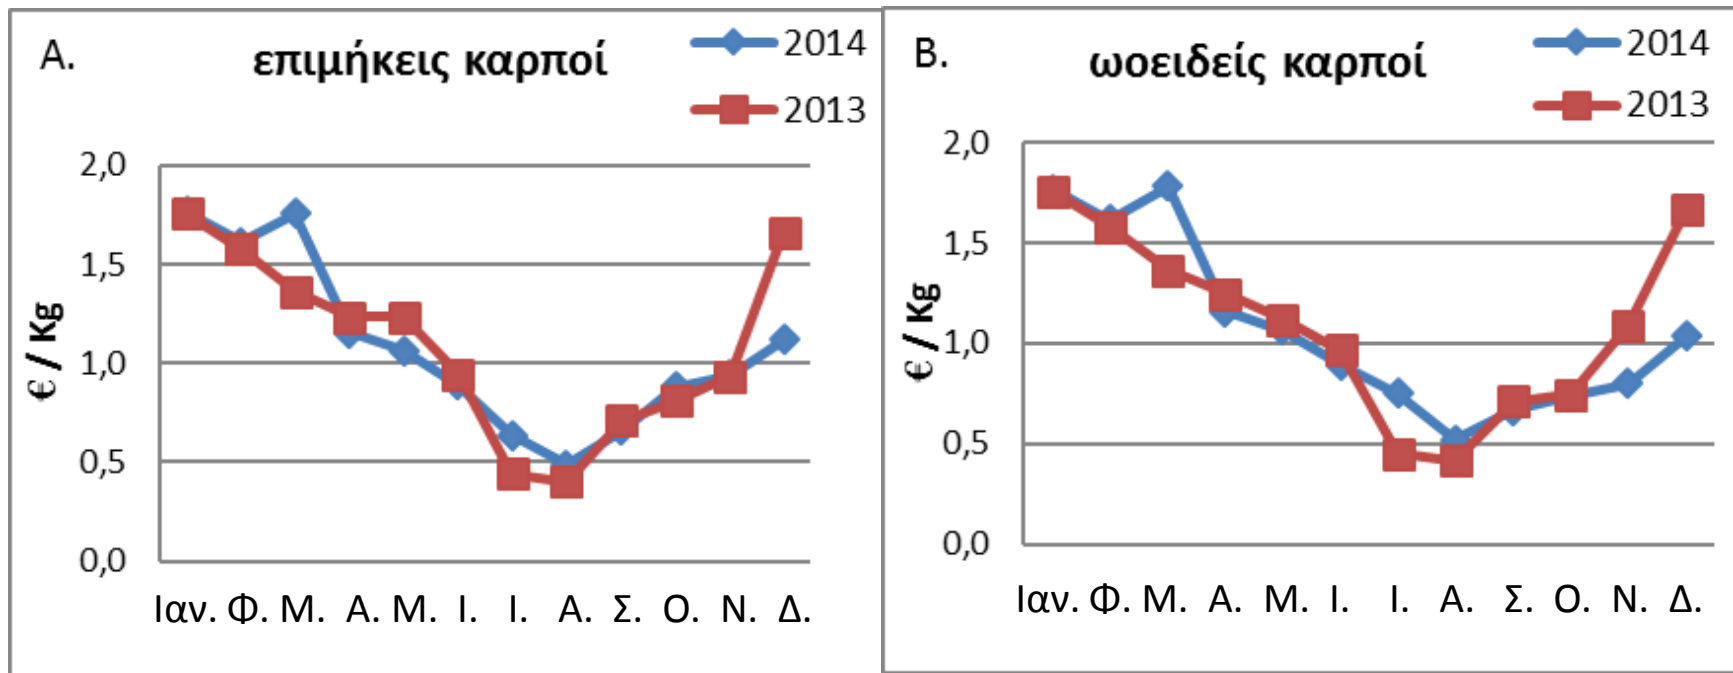 Α.
επιμήκεις καρποί
2014
2013
2,0
1,5
1,0
0,5
0,0
€ / Kg
Ιαν. Φ. Μ. Α. Μ. Ι. Ι. Α. Σ. Ο. Ν. Δ.
Β.
ωοειδείς καρποί
2014
2013
2,0
1,5
1,0
0,5
0,0
€ / Kg
Ιαν. Φ. Μ. Α. Μ. Ι. Ι. Α. Σ. Ο. Ν. Δ.